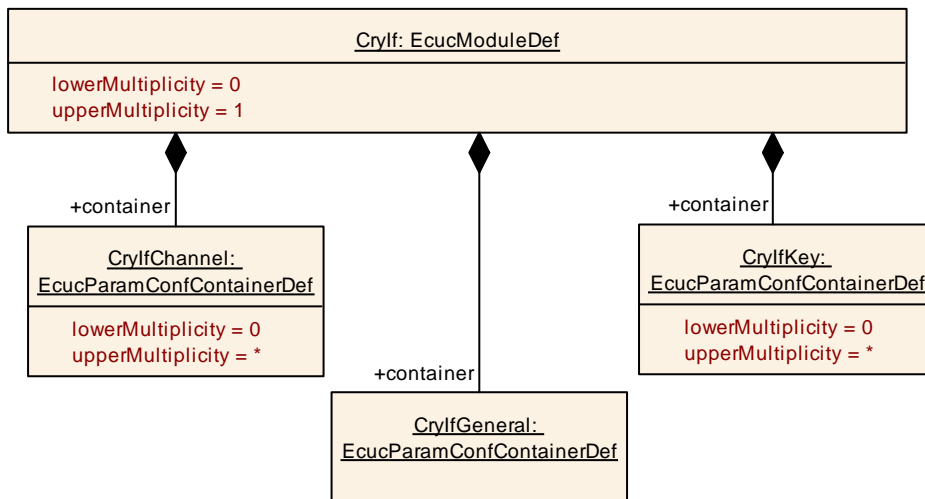 CryIf: EcucModuleDef
lowerMultiplicity = 0
upperMultiplicity = 1
+container
+container
CryIfChannel:
EcucParamConfContainerDef
lowerMultiplicity = 0
upperMultiplicity = *
CryIfKey:
EcucParamConfContainerDef
lowerMultiplicity = 0
upperMultiplicity = *
+container
CryIfGeneral:
EcucParamConfContainerDef